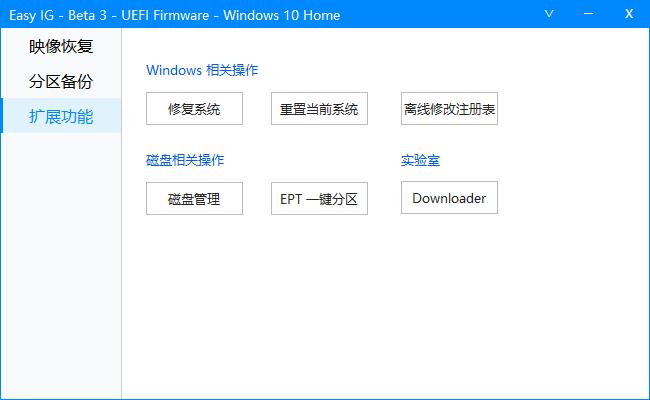 Easy IG - Beta 3 - UEFI Firmware - Windows 10 Home
映像恢复
分区备份
扩展功能
Windows 相关操作
修复系统
重置当前系统
离线修改注册表
磁盘相关操作
实验室
磁盘管理
EPT 一键分区
Downloader